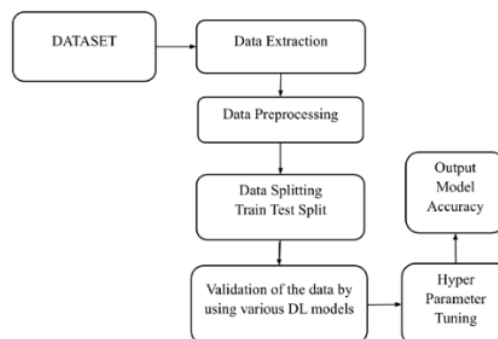 DATASET
Data Extraction
Data Preprocessing
Data Splitting
Train Test Split
Validation of the data by
using various DL models
Hyper
Parameter
Tuning
Output
Model
Accuracy